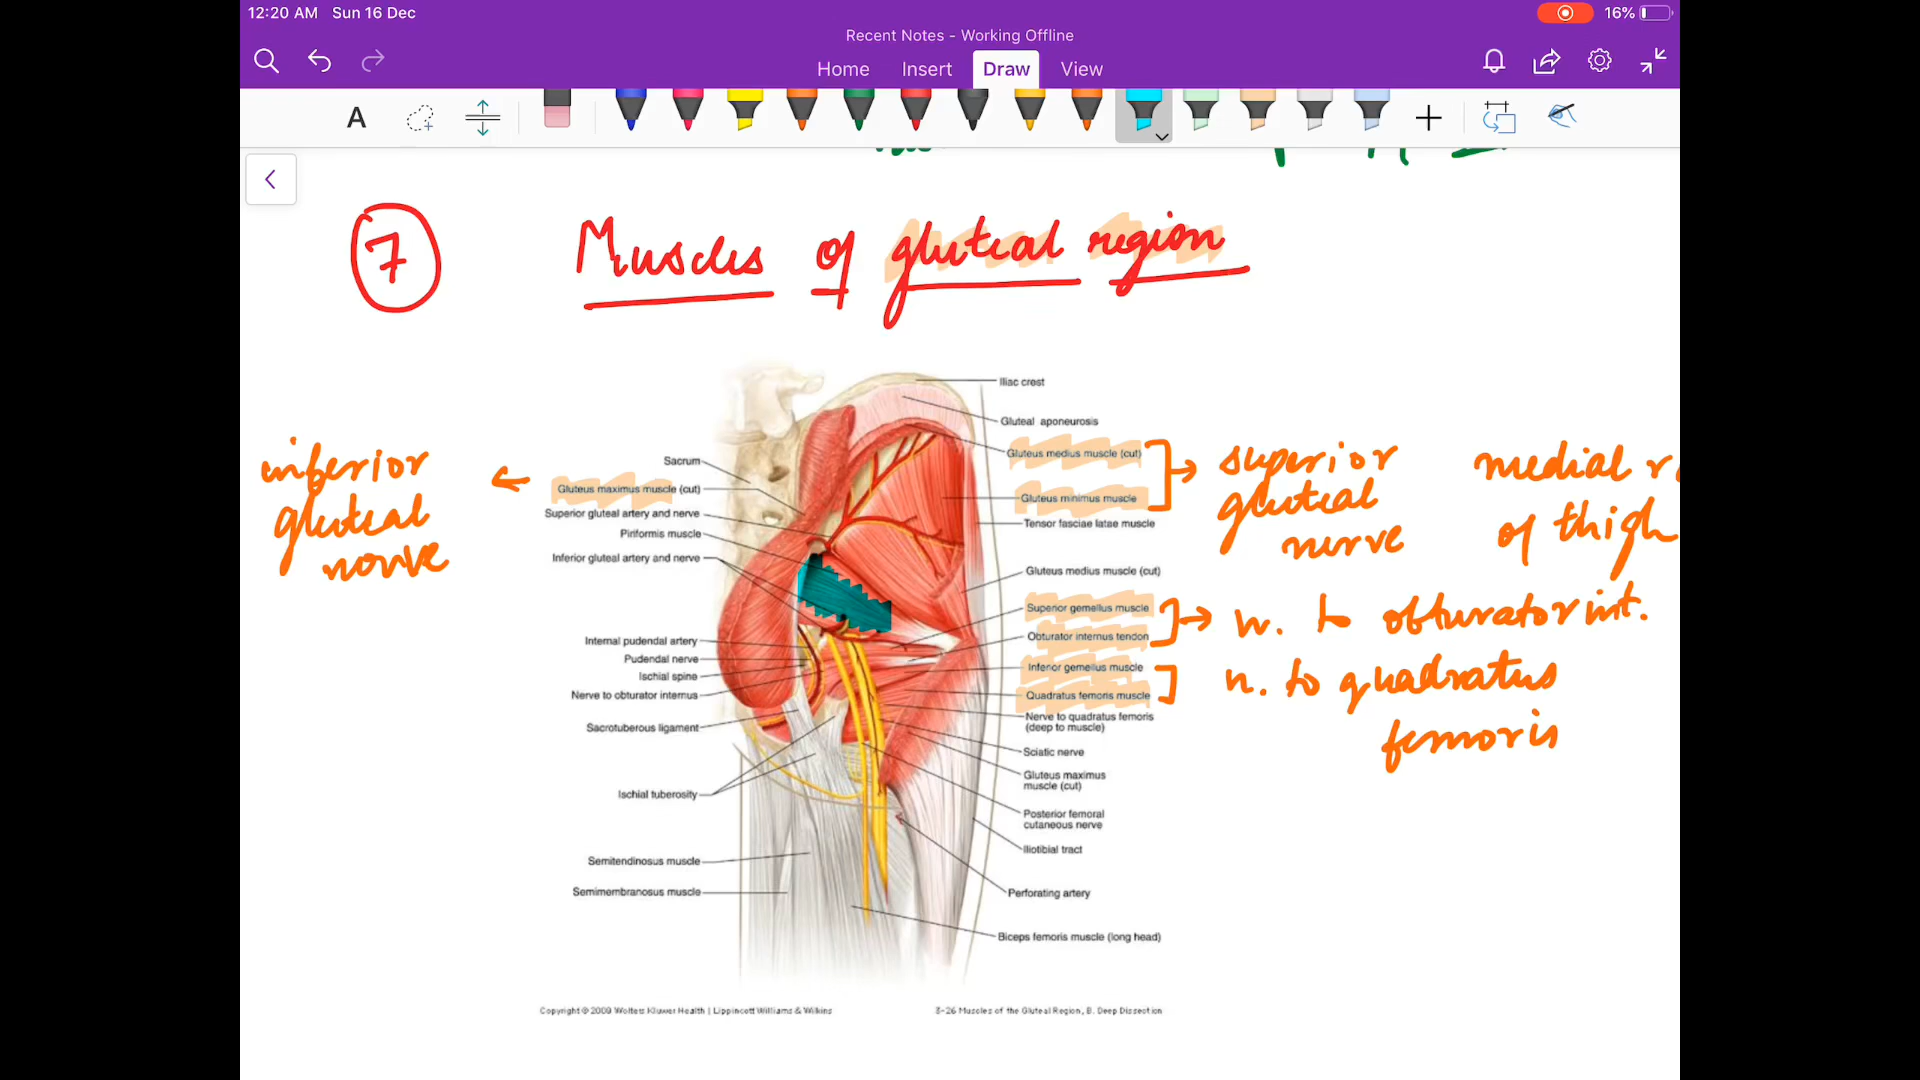 12:20 AM Sun 16 Dec
16%
Recent Notes - Working Offline
Home Insert Draw View
A
7 Muscles of gluteal region
Iliac crest
Gluteal aponeurosis
Gluteus medius muscle (cut)
Gluteus minimus muscle
Tensor fasciae latae muscle
Gluteus medius muscle (cut)
Superior gemellus muscle
Obturator internus tendon
Inferior gemellus muscle
Quadratus femoris muscle
Nerve to quadratus femoris
(deep to muscle)
Sciatic nerve
Gluteus maximus
muscle (cut)
Posterior femoral
cutaneous nerve
Iliotibial tract
Perforating artery
Biceps femoris muscle (long head)
Sacrum
Gluteus maximus muscle (cut)
Superior gluteal artery and nerve
Piriformis muscle
Inferior gluteal artery and nerve
Internal pudendal artery
Pudendal nerve
Ischial spine
Nerve to obturator internus
Sacrotuberous ligament
Ischial tuberosity
Semitendinosus muscle
Semimembranosus muscle
inferior
gluteal
nerve
superior
gluteal
nerve
medial r
of thigh
n. to obturator int.
n. to quadratus
femoris
Copyright © 2009 Wolters Kluwer Health | Lippincott Williams & Wilkins
3-26 Muscles of the Gluteal Region, B. Deep Dissection